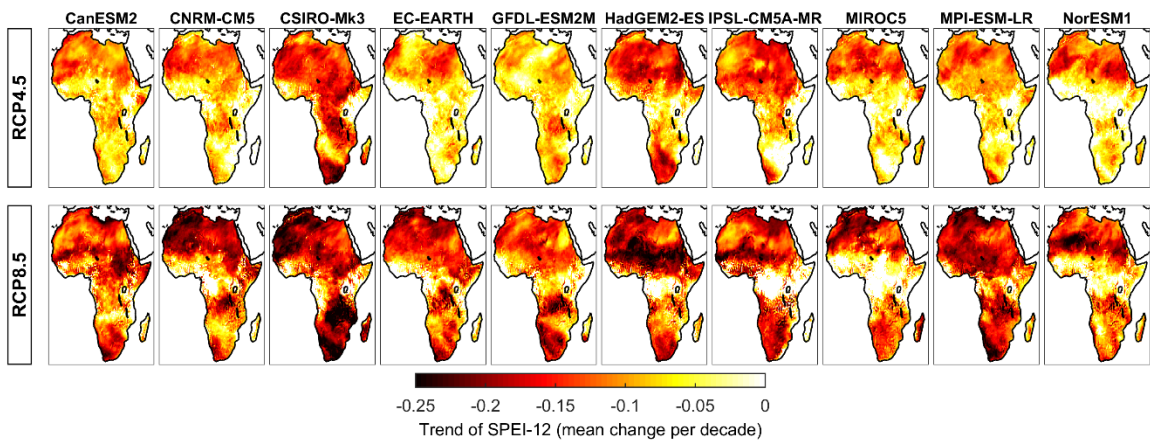 CanESM2 CNRM-CM5 CSIRO-Mk3 EC-EARTH GFDL-ESM2M HadGEM2-ES IPSL-CM5A-MR MIROC5 MPI-ESM-LR NorESM1
RCP4.5
RCP8.5
-0.25 -0.2 -0.15 -0.1 -0.05 0
Trend of SPEI-12 (mean change per decade)